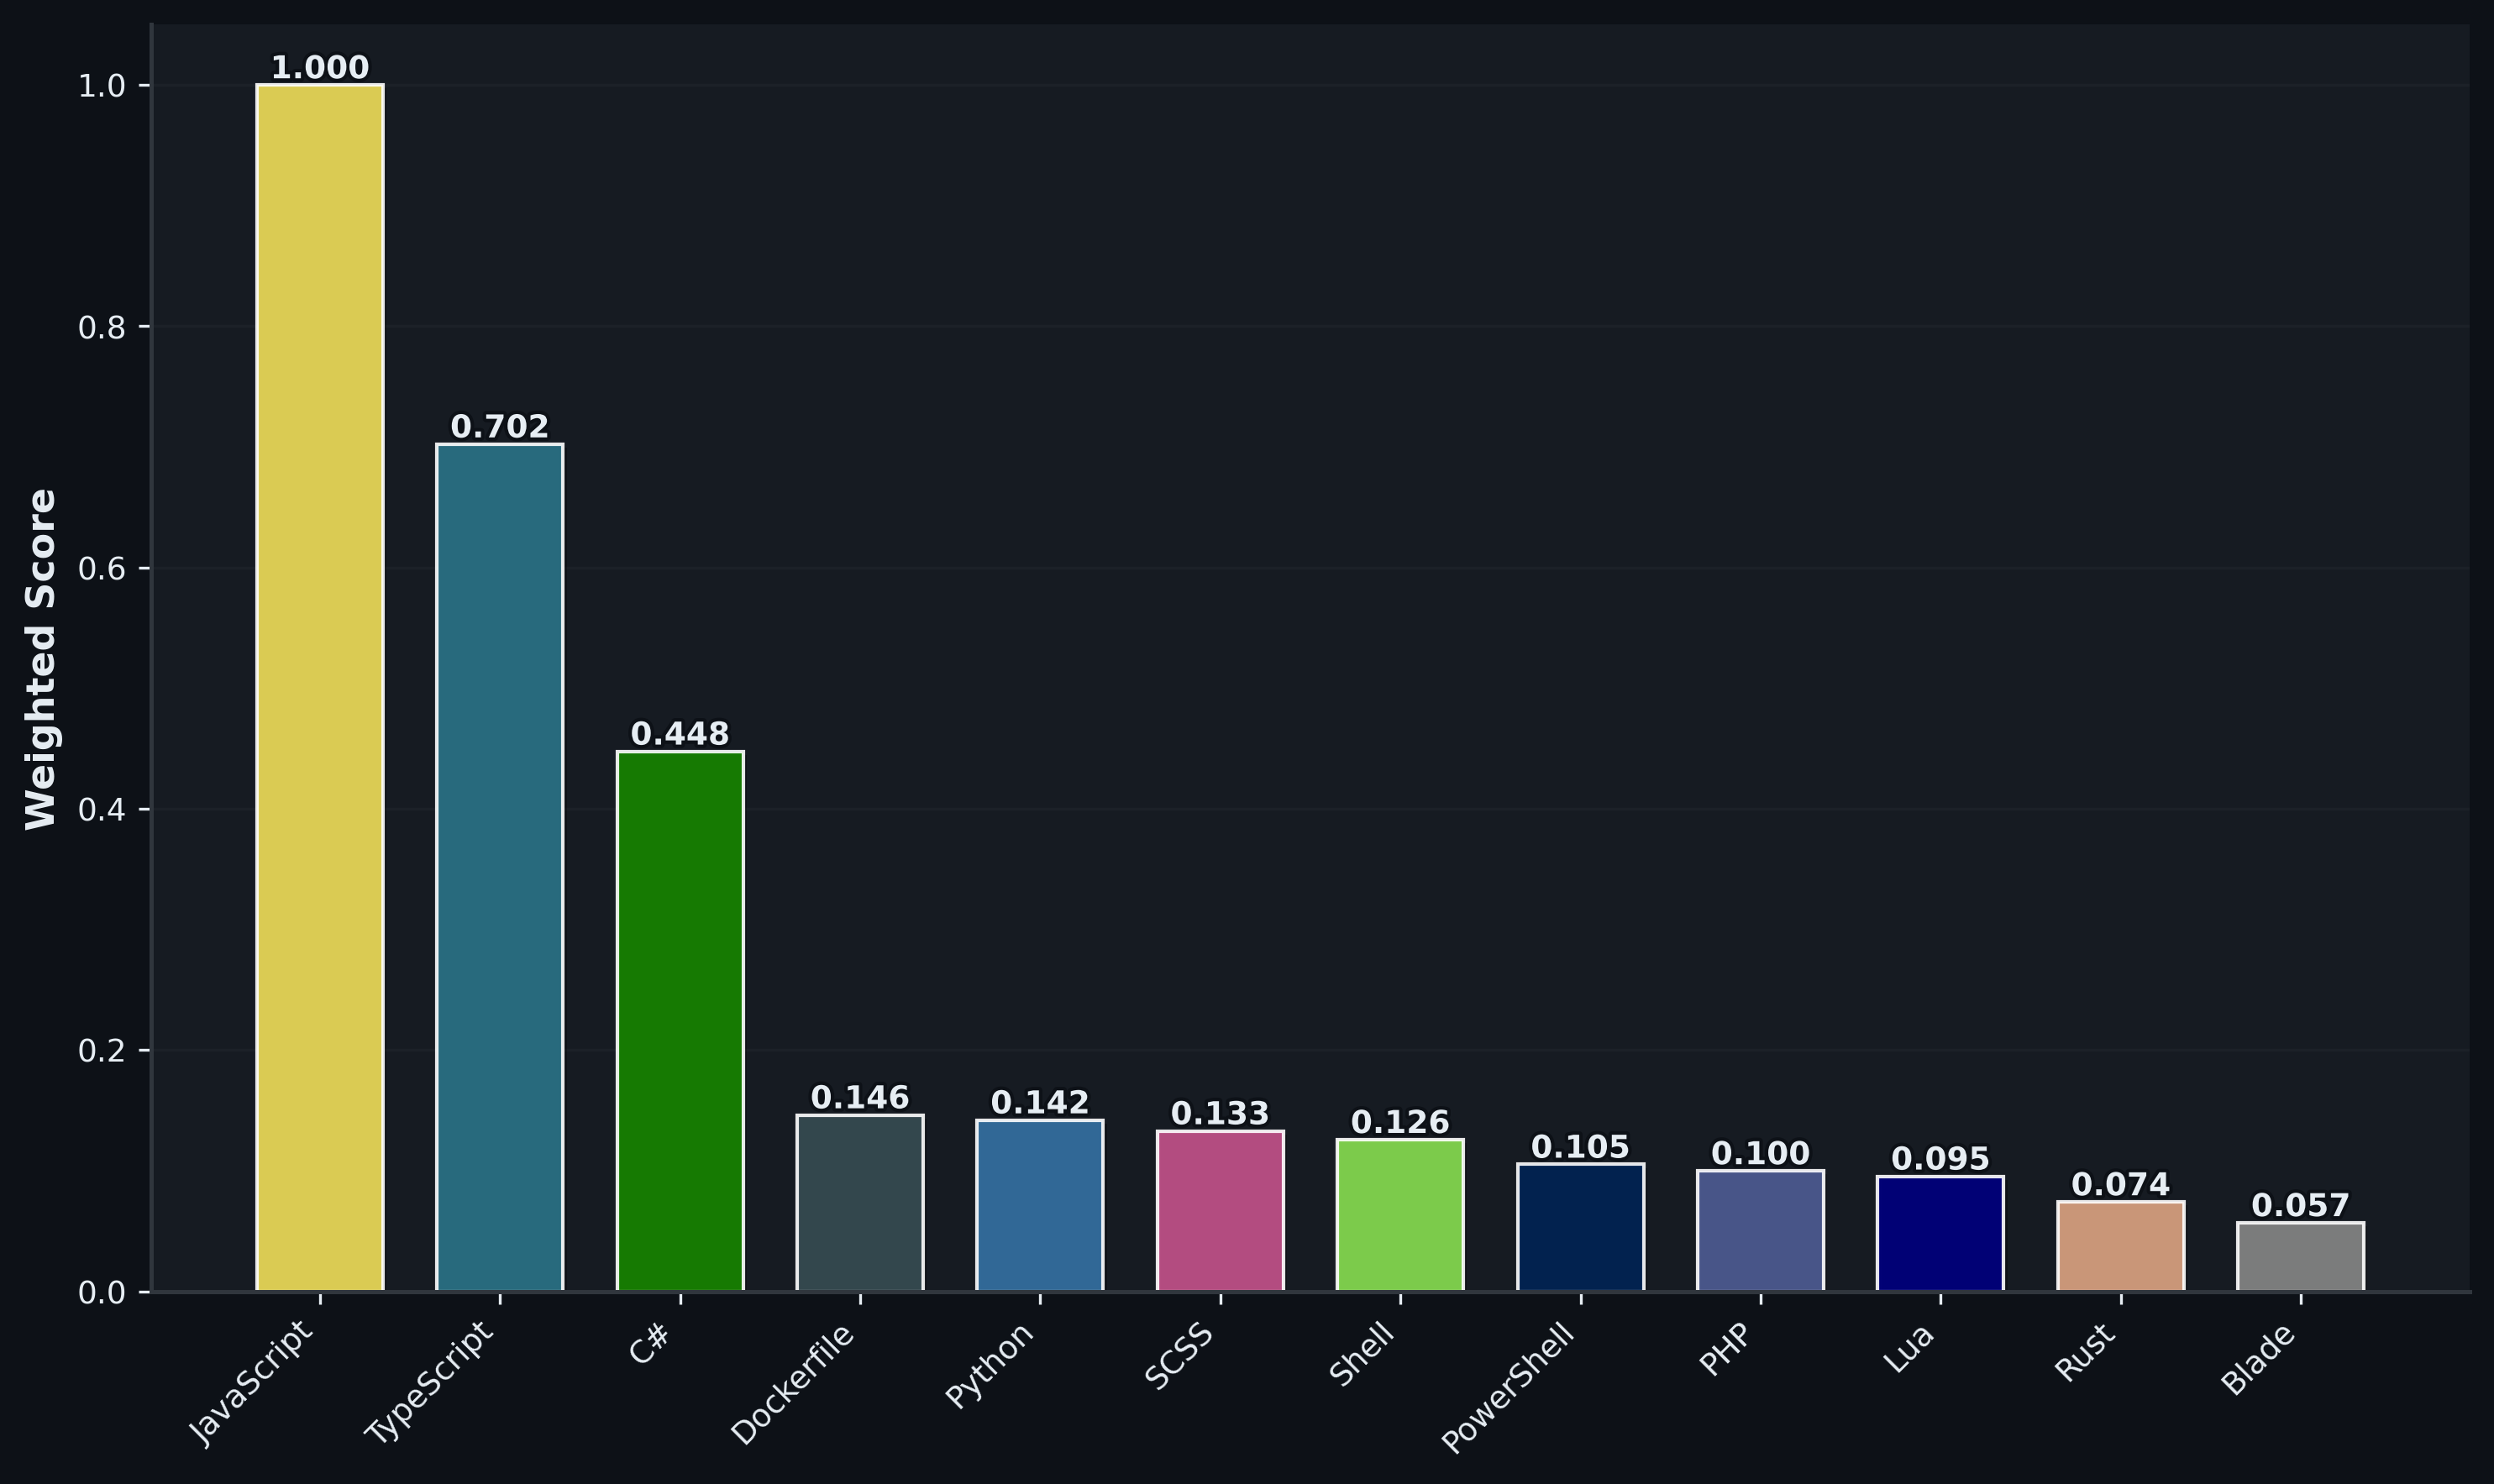 Weighted Score
1.0
0.8
0.6
0.4
0.2
0.0
1.000
0.702
0.448
0.146
0.142
0.133
0.126
0.105
0.100
0.095
0.074
0.057
JavaScript
TypeScript
C#
Dockerfile
Python
SCSS
Shell
PowerShell
PHP
Lua
Rust
Blade